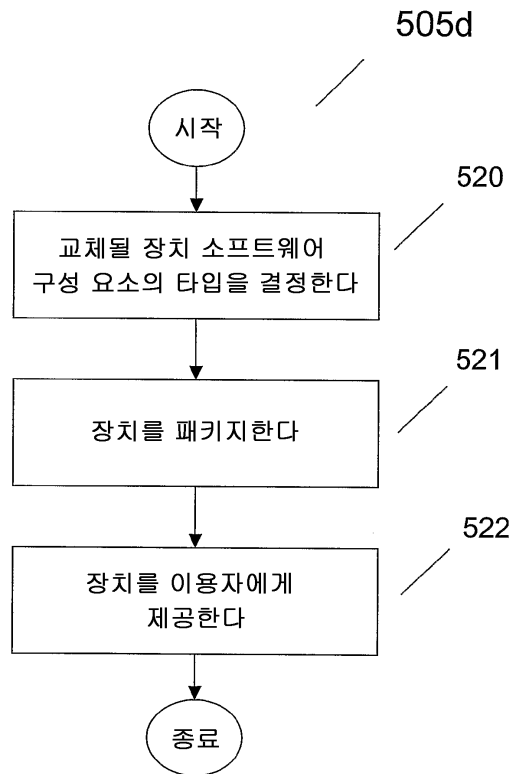 505d
시작
520
교체될 장치 소프트웨어
구성 요소의 타입을 결정한다
521
장치를 패키지한다
522
장치를 이용자에게
제공한다
종료